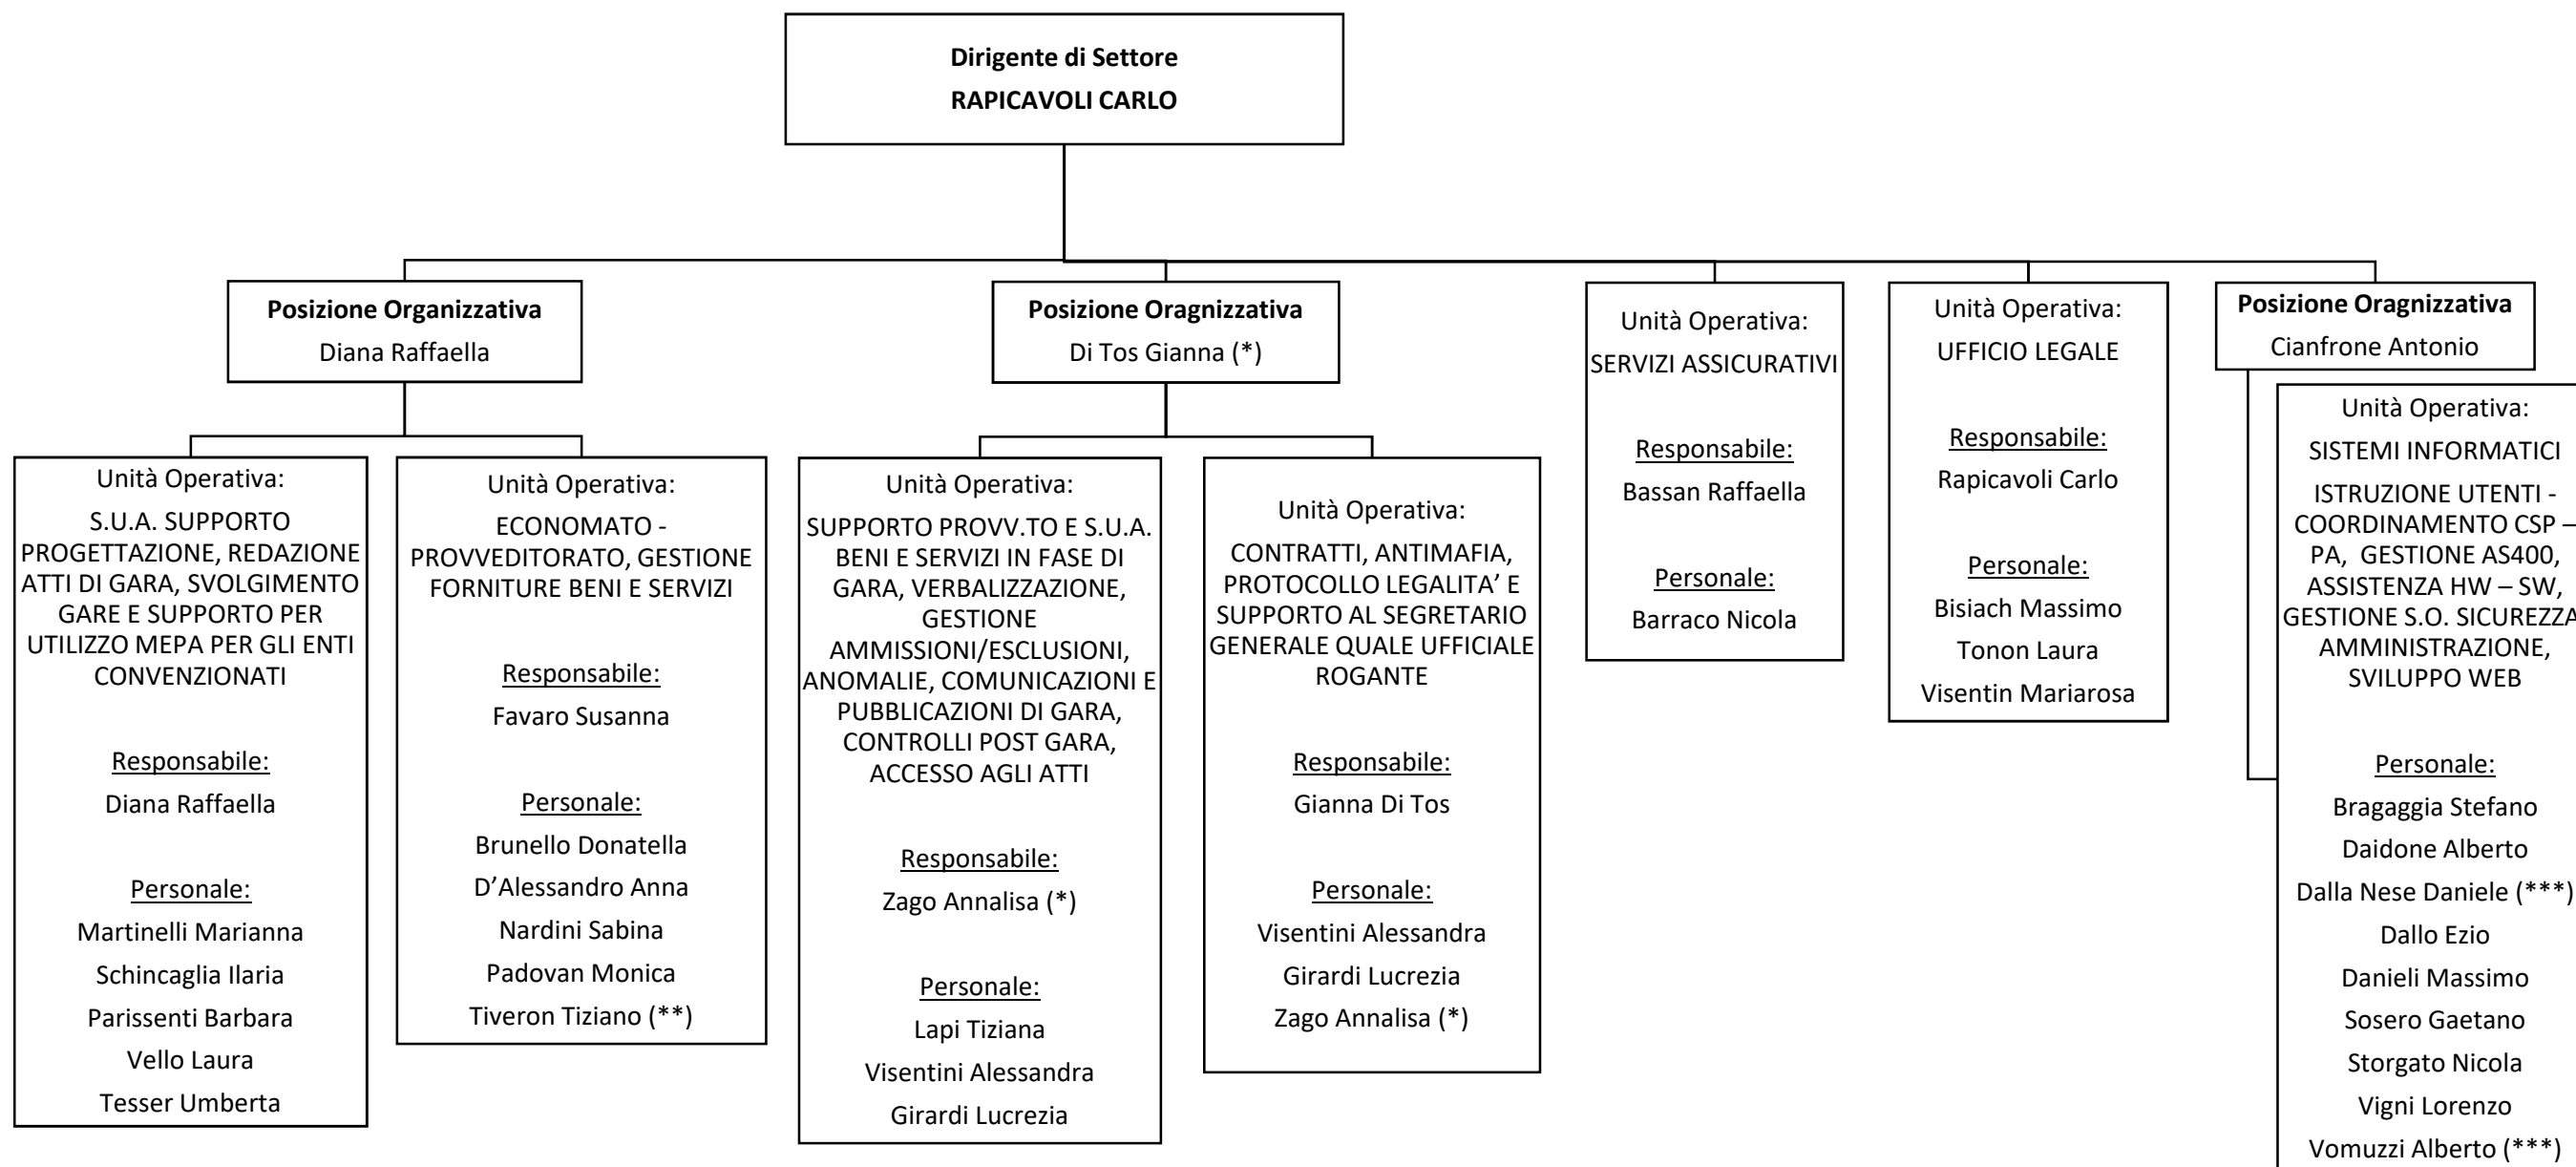 Dirigente di Settore
RAPICAVOLI CARLO
Posizione Organizzativa
Diana Raffaella
Unità Operativa:
S.U.A. SUPPORTO
PROGETTAZIONE, REDAZIONE
ATTI DI GARA, SVOLGIMENTO
GARE E SUPPORTO PER
UTILIZZO MEPA PER GLI ENTI
CONVENZIONATI
Responsabile:
Diana Raffaella
Personale:
Martinelli Marianna
Schincaglia Ilaria
Parissenti Barbara
Vello Laura
Tesser Umberta
Unità Operativa:
ECONOMATO -
PROVVEDITORATO, GESTIONE
FORNITURE BENI E SERVIZI
Responsabile:
Favaro Susanna
Personale:
Brunello Donatella
D’Alessandro Anna
Nardini Sabina
Padovan Monica
Tiveron Tiziano (**)
Posizione Oragnizzativa
Di Tos Gianna (*)
Unità Operativa:
SUPPORTO PROVV.TO E S.U.A.
BENI E SERVIZI IN FASE DI
GARA, VERBALIZZAZIONE,
GESTIONE
AMMISSIONI/ESCLUSIONI,
ANOMALIE, COMUNICAZIONI E
PUBBLICAZIONI DI GARA,
CONTROLLI POST GARA,
ACCESSO AGLI ATTI
Responsabile:
Zago Annalisa (*)
Personale:
Lapi Tiziana
Visentini Alessandra
Girardi Lucrezia
Unità Operativa:
CONTRATTI, ANTIMAFIA,
PROTOCOLLO LEGALITA’ E
SUPPORTO AL SEGRETARIO
GENERALE QUALE UFFICIALE
ROGANTE
Responsabile:
Gianna Di Tos
Personale:
Visentini Alessandra
Girardi Lucrezia
Zago Annalisa (*)
Unità Operativa:
SERVIZI ASSICURATIVI
Responsabile:
Bassan Raffaella
Personale:
Barraco Nicola
Unità Operativa:
UFFICIO LEGALE
Responsabile:
Rapicavoli Carlo
Personale:
Bisiach Massimo
Tonon Laura
Visentin Mariarosa
Posizione Oragnizzativa
Cianfrone Antonio
Unità Operativa:
SISTEMI INFORMATICI
ISTRUZIONE UTENTI -
COORDINAMENTO CSP –
PA, GESTIONE AS400,
ASSISTENZA HW – SW,
GESTIONE S.O. SICUREZZA
AMMINISTRAZIONE,
SVILUPPO WEB
Personale:
Bragaggia Stefano
Daidone Alberto
Dalla Nese Daniele (***)
Dallo Ezio
Danieli Massimo
Sosero Gaetano
Storgato Nicola
Vigni Lorenzo
Vomuzzi Alberto (***)